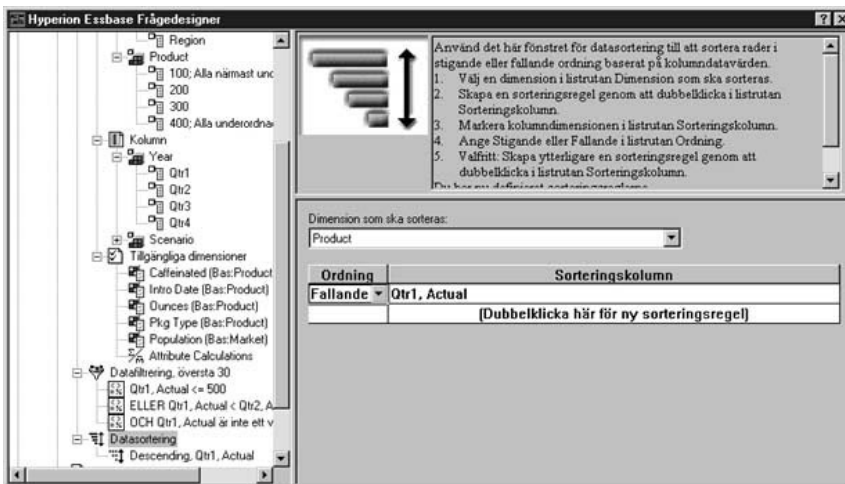 Hyperion Essbase Frågedesigner
Region
Product
100; Alla närmast und
200
300
400; Alla underordna
Kolumn
Year
Qtr1
Qtr2
Qtr3
Qtr4
Scenario
Tillgängliga dimensioner
Caffeinated (Bas:Product
Intro Date (Bas:Product)
Ounces (Bas:Product)
Pkg Type (Bas:Product)
Population (Bas:Market)
Attribute Calculations
Datafiltrering, översta 30
Qtr1, Actual <= 500
ELLER Qtr1, Actual < Qtr2, A
OCH Qtr1, Actual är inte ett v
Datasortering
Descending, Qtr1, Actual
Använd det här fönstret för datasortering till att sortera rader i
stigande eller fallande ordning baserat på kolumndatavärden.
1. Välj en dimension i listrutan Dimension som ska sorteras.
2. Skapa en sorteringsregel genom att dubbelklicka i listrutan
Sorteringskolumn.
3. Markera kolumndimensionen i listrutan Sorteringskolumn.
4. Ange Stigande eller Fallande i listrutan Ordning.
5. Valfritt: Skapa ytterligare en sorteringsregel genom att
dubbelklicka i listrutan Sorteringskolumn.
Du har nu definierat sorteringsreglerna
Dimension som ska sorteras:
Product
Ordning Sorteringskolumn
Fallande Qtr1, Actual
(Dubbelklicka här för ny sorteringsregel)